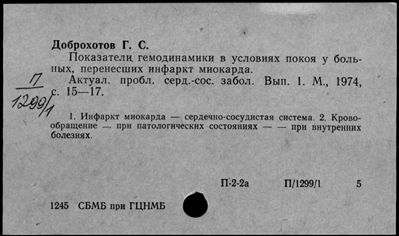 Доброхотов Г. С.
Показатели гемодинамики в условиях покоя у боль-
ных, перенесших инфаркт миокарда.
Актуал. пробл. серд.-сос. забол. Вып. 1. М., 1974,
с. 15—17.
П
1299/1
1. Инфаркт миокарда — сердечно-сосудистая система. 2. Крово-
обращение — при патологических состояниях — — при внутренних
болезнях.
П-2-2а П/1299/1 5
1245 СБМБ при ГЦНМБ